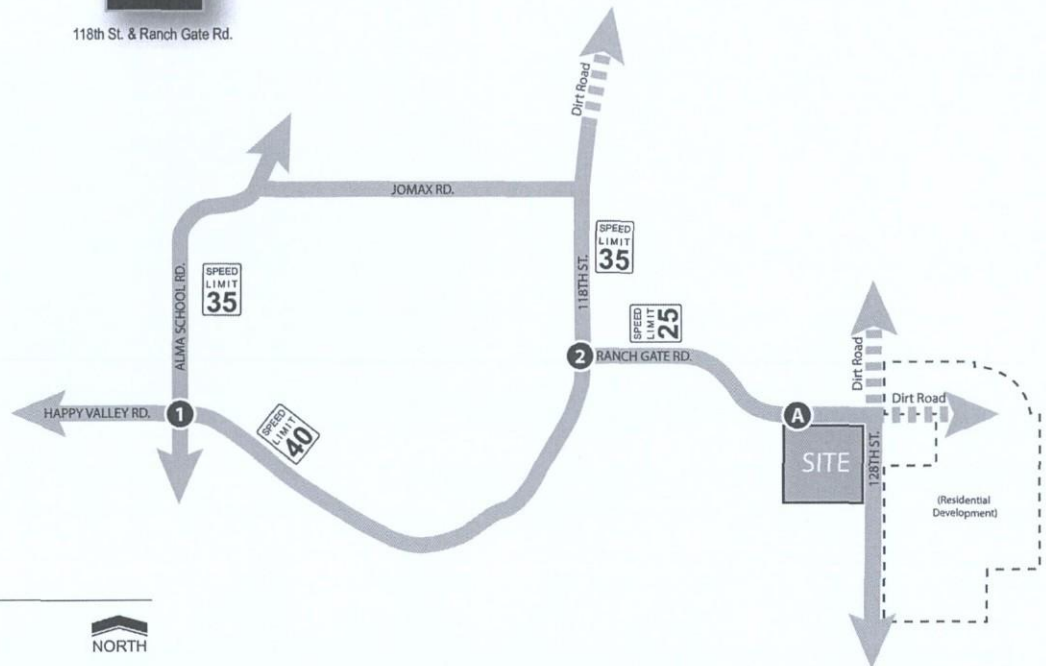 118th St. & Ranch Gate Rd.
Dirt Road
JOMAX RD.
SPEED
LIMIT
35
ALMA SCHOOL RD.
SPEED
LIMIT
35
118TH ST.
SPEED
LIMIT
25
2
RANCH GATE RD.
Dirt Road
Dirt Road
HAPPY VALLEY RD.
1
SPEED
LIMIT
40
A
SITE
128TH ST.
(Residential
Development)
NORTH